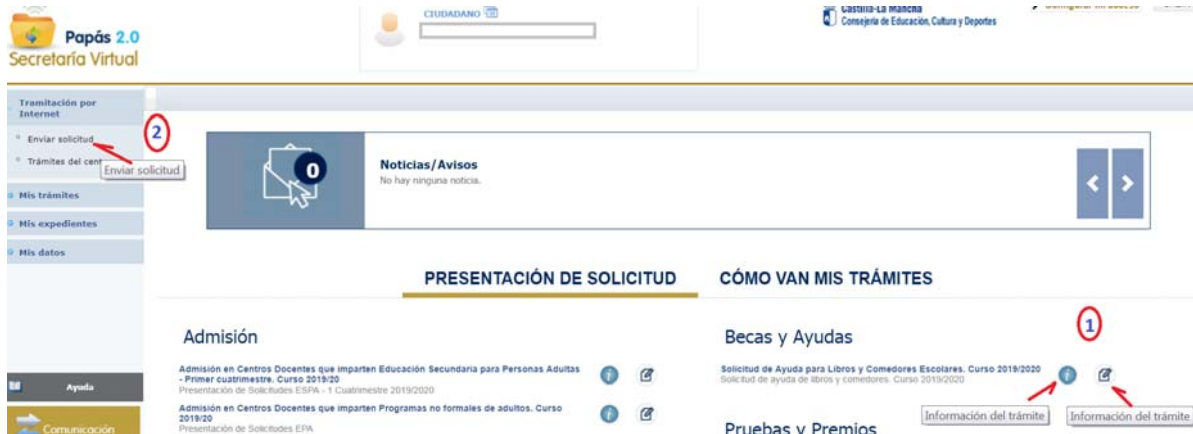 Papás 2.0
Secretaría Virtual
CIUDADANO
Castilla-La Mancha
Consejería de Educación, Cultura y Deportes
Tramitación por
Internet
Enviar solicitud
2
Trámites del cent
Enviar solicitud
Mis trámites
Mis expedientes
Mis datos
0
Noticias/Avisos
No hay ninguna noticia.
PRESENTACIÓN DE SOLICITUD
CÓMO VAN MIS TRÁMITES
Admisión
Admisión en Centros Docentes que imparten Educación Secundaria para Personas Adultas
- Primer cuatrimestre. Curso 2019/20
Presentación de Solicitudes ESPA - 1 Cuatrimestre 2019/2020
Admisión en Centros Docentes que imparten Programas no formales de adultos. Curso
2019/20
Presentación de Solicitudes EPA
Becas y Ayudas
1
Solicitud de Ayuda para Libros y Comedores Escolares. Curso 2019/2020
Solicitud de ayuda de libros y comedores. Curso 2019/2020
Información del trámite
Información del trámite
Pruebas y Premios
Ayuda
Comunicación